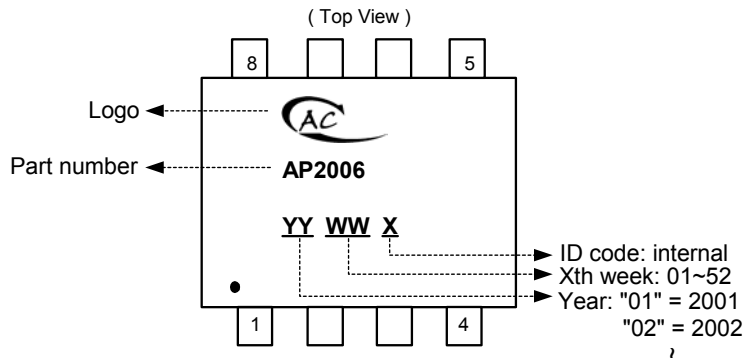 ( Top View )
8 5
Logo
AC
Part number
AP2006
YY WW X
ID code: internal
Xth week: 01~52
Year: "01" = 2001
"02" = 2002
~
1 4